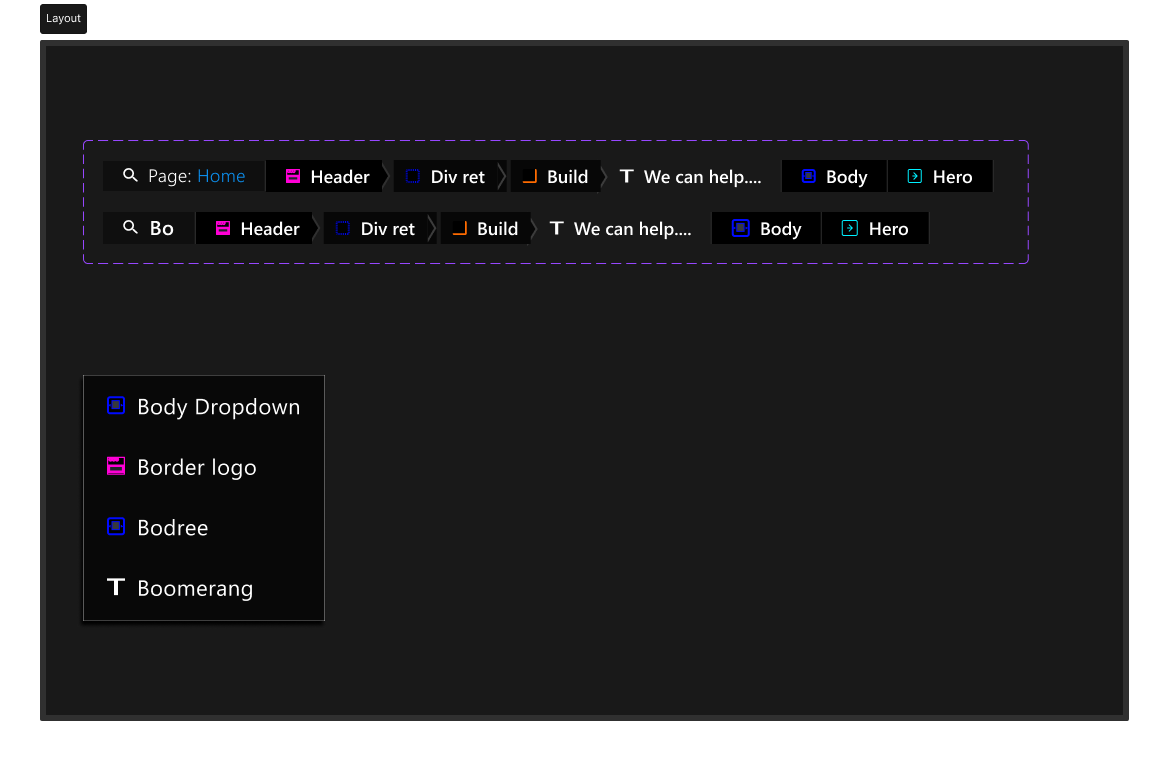 Layout
Page: Home Header Div ret Build T We can help.... Body Hero
Bo Header Div ret Build T We can help.... Body Hero
Body Dropdown
Border logo
Bodree
T Boomerang